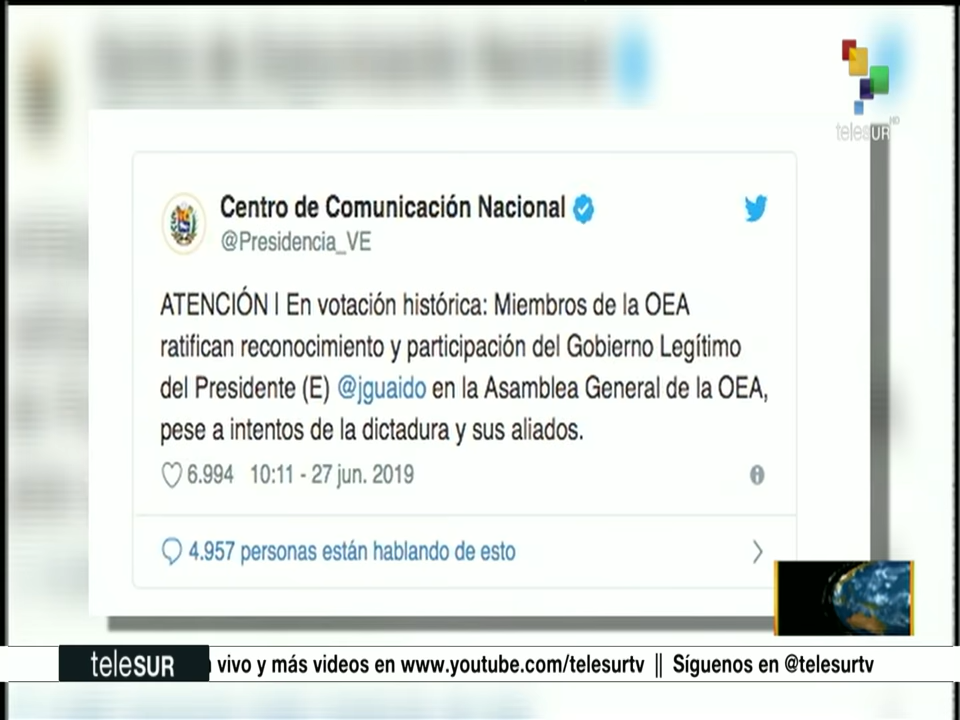 teleSUR HD
Centro de Comunicación Nacional
@Presidencia_VE
ATENCIÓN | En votación histórica: Miembros de la OEA
ratifican reconocimiento y participación del Gobierno Legítimo
del Presidente (E) @jguaido en la Asamblea General de la OEA,
pese a intentos de la dictadura y sus aliados.
6.994 10:11 - 27 jun. 2019
4.957 personas están hablando de esto
teleSUR vivo y más videos en www.youtube.com/telesurtv || Síguenos en @telesurtv